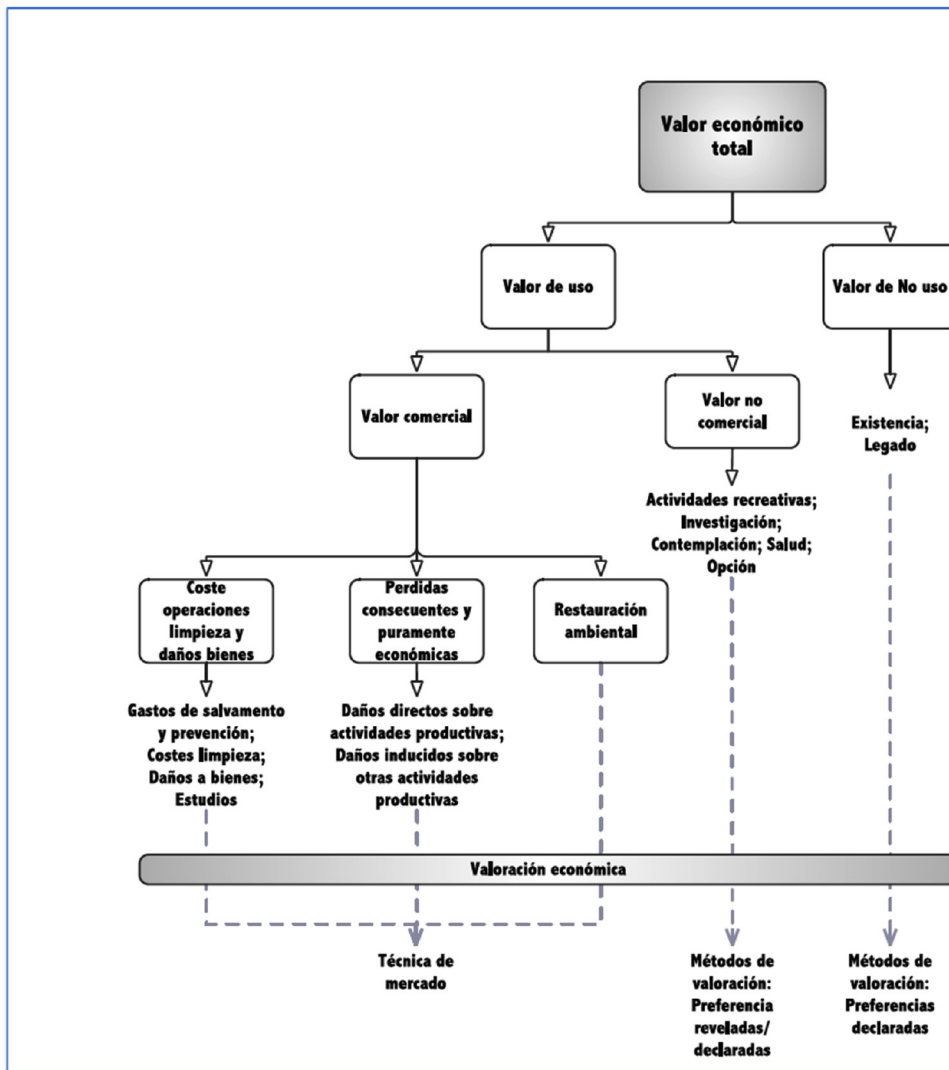 Valor económico
total
Valor de uso
Valor de No uso
Valor comercial
Valor no
comercial
Existencia;
Legado
Actividades recreativas;
Investigación;
Contemplación; Salud;
Opción
Coste
operaciones
limpieza y
daños bienes
Perdidas
consecuentes y
puramente
económicas
Restauración
ambiental
Gastos de salvamento
y prevención;
Costes limpieza;
Daños a bienes;
Estudios
Daños directos sobre
actividades productivas;
Daños inducidos sobre
otras actividades
productivas
Valoración económica
Técnica de
mercado
Métodos de
valoración:
Preferencia
reveladas/
declaradas
Métodos de
valoración:
Preferencias
declaradas